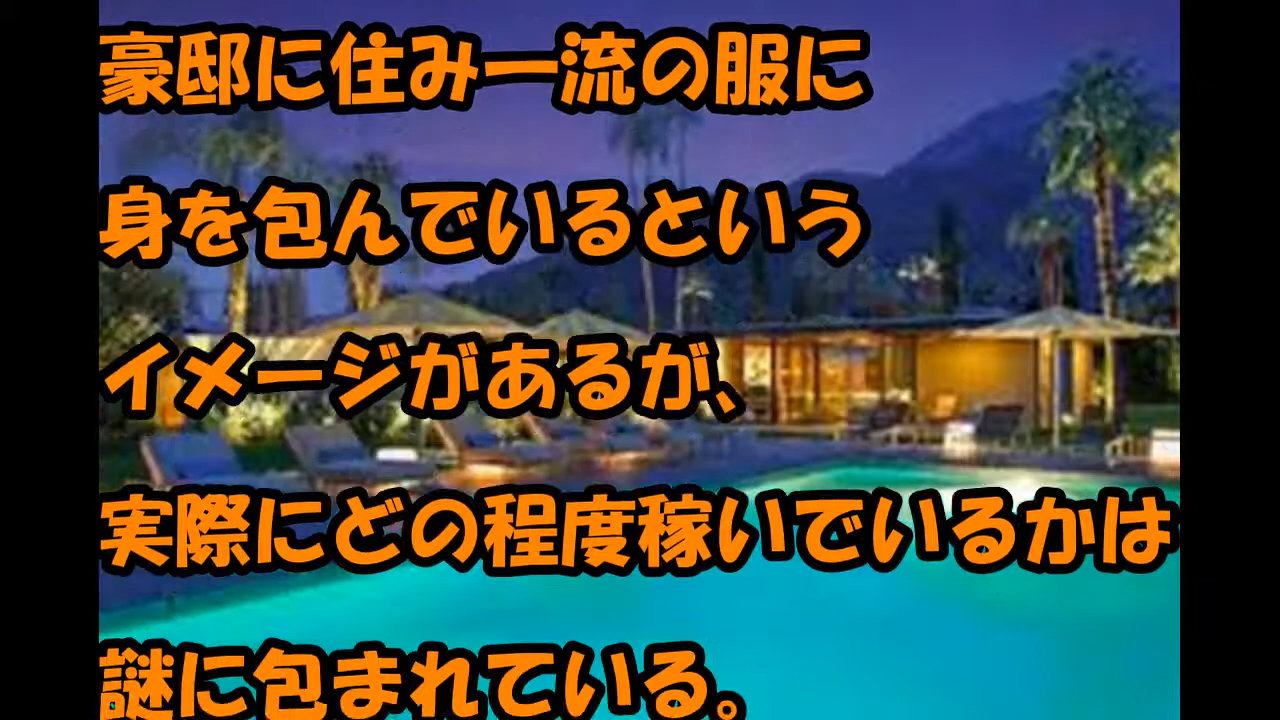 豪邸に住み一流の服に
身を包んでいるという
イメージがあるが、
実際にどの程度稼いでいるかは
謎に包まれている。